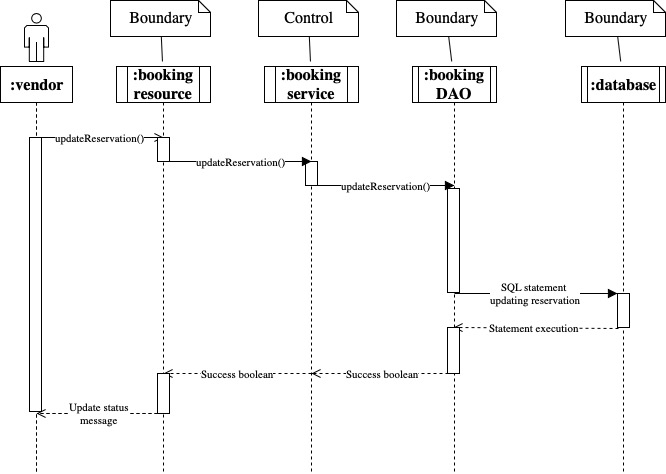 Boundary
Control
Boundary
Boundary
:vendor
:booking
resource
:booking
service
:booking
DAO
:database
updateReservation()
updateReservation()
updateReservation()
SQL statement
updating reservation
Statement execution
Success boolean
Success boolean
Update status
message